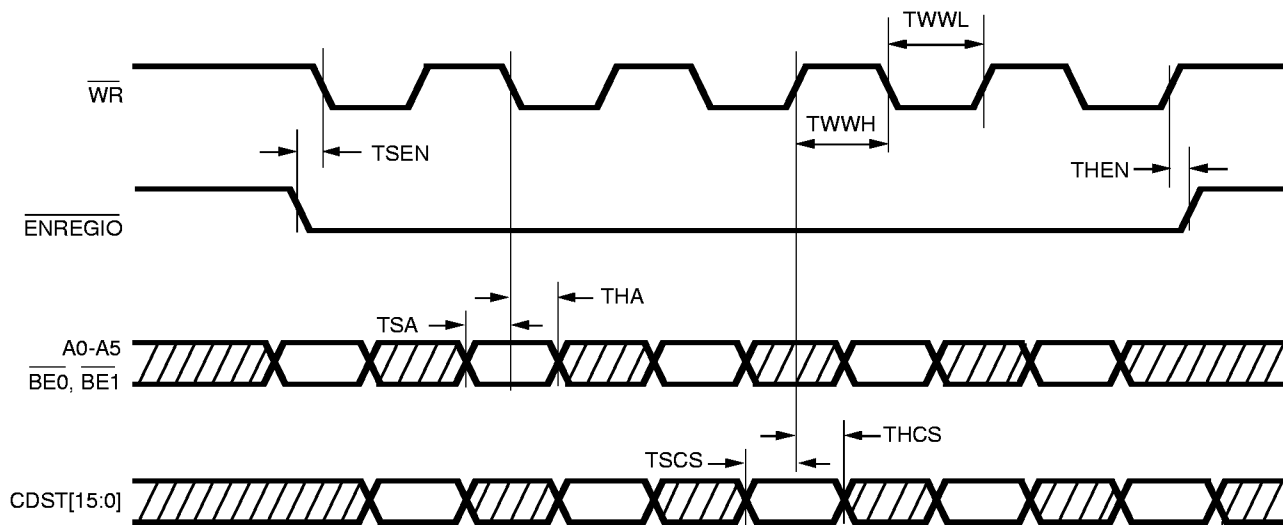 TWWL
WR
TWWH
TSEN
THEN
ENREGIO
THA
TSA
A0-A5
BE0, BE1
THCS
TSCS
CDST[15:0]